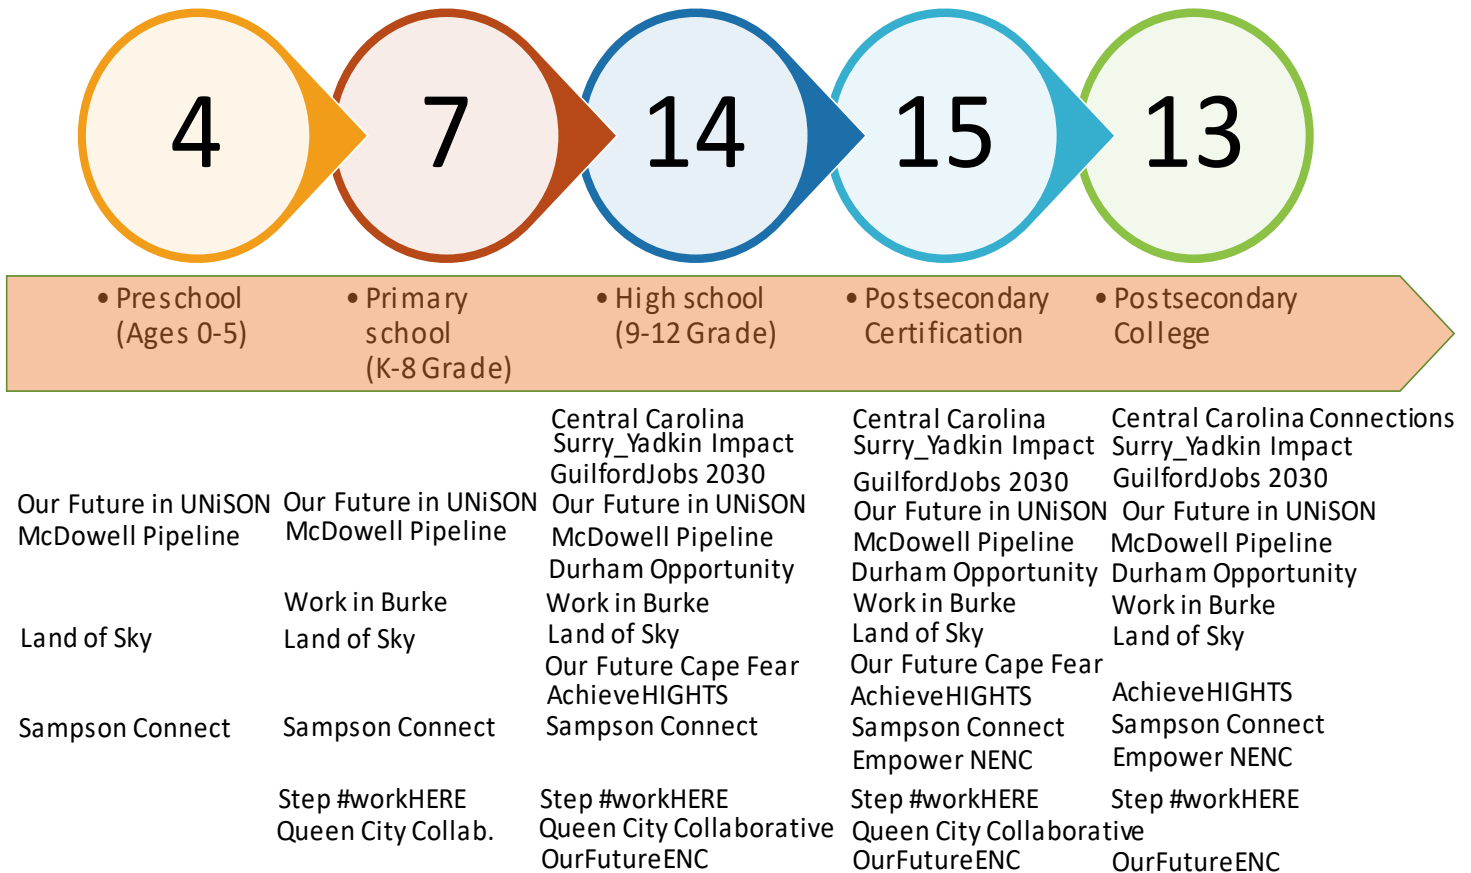 4
7
14
15
13
• Preschool
(Ages 0-5)
• Primary
school
(K-8 Grade)
• High school
(9-12 Grade)
• Postsecondary
Certification
• Postsecondary
College
Our Future in UNiSON
McDowell Pipeline
Land of Sky
Sampson Connect
Our Future in UNiSON
McDowell Pipeline
Work in Burke
Land of Sky
Sampson Connect
Step #workHERE
Queen City Collab.
Central Carolina
Surry_Yadkin Impact
GuilfordJobs 2030
Our Future in UNiSON
McDowell Pipeline
Durham Opportunity
Work in Burke
Land of Sky
Our Future Cape Fear
AchieveHIGHTS
Sampson Connect
Step #workHERE
Queen City Collaborative
OurFutureENC
Central Carolina
Surry_Yadkin Impact
GuilfordJobs 2030
Our Future in UNiSON
McDowell Pipeline
Durham Opportunity
Work in Burke
Land of Sky
Our Future Cape Fear
AchieveHIGHTS
Sampson Connect
Empower NENC
Step #workHERE
Queen City Collaborative
OurFutureENC
Central Carolina Connections
Surry_Yadkin Impact
GuilfordJobs 2030
Our Future in UNiSON
McDowell Pipeline
Durham Opportunity
Work in Burke
Land of Sky
AchieveHIGHTS
Sampson Connect
Empower NENC
Step #workHERE
OurFutureENC